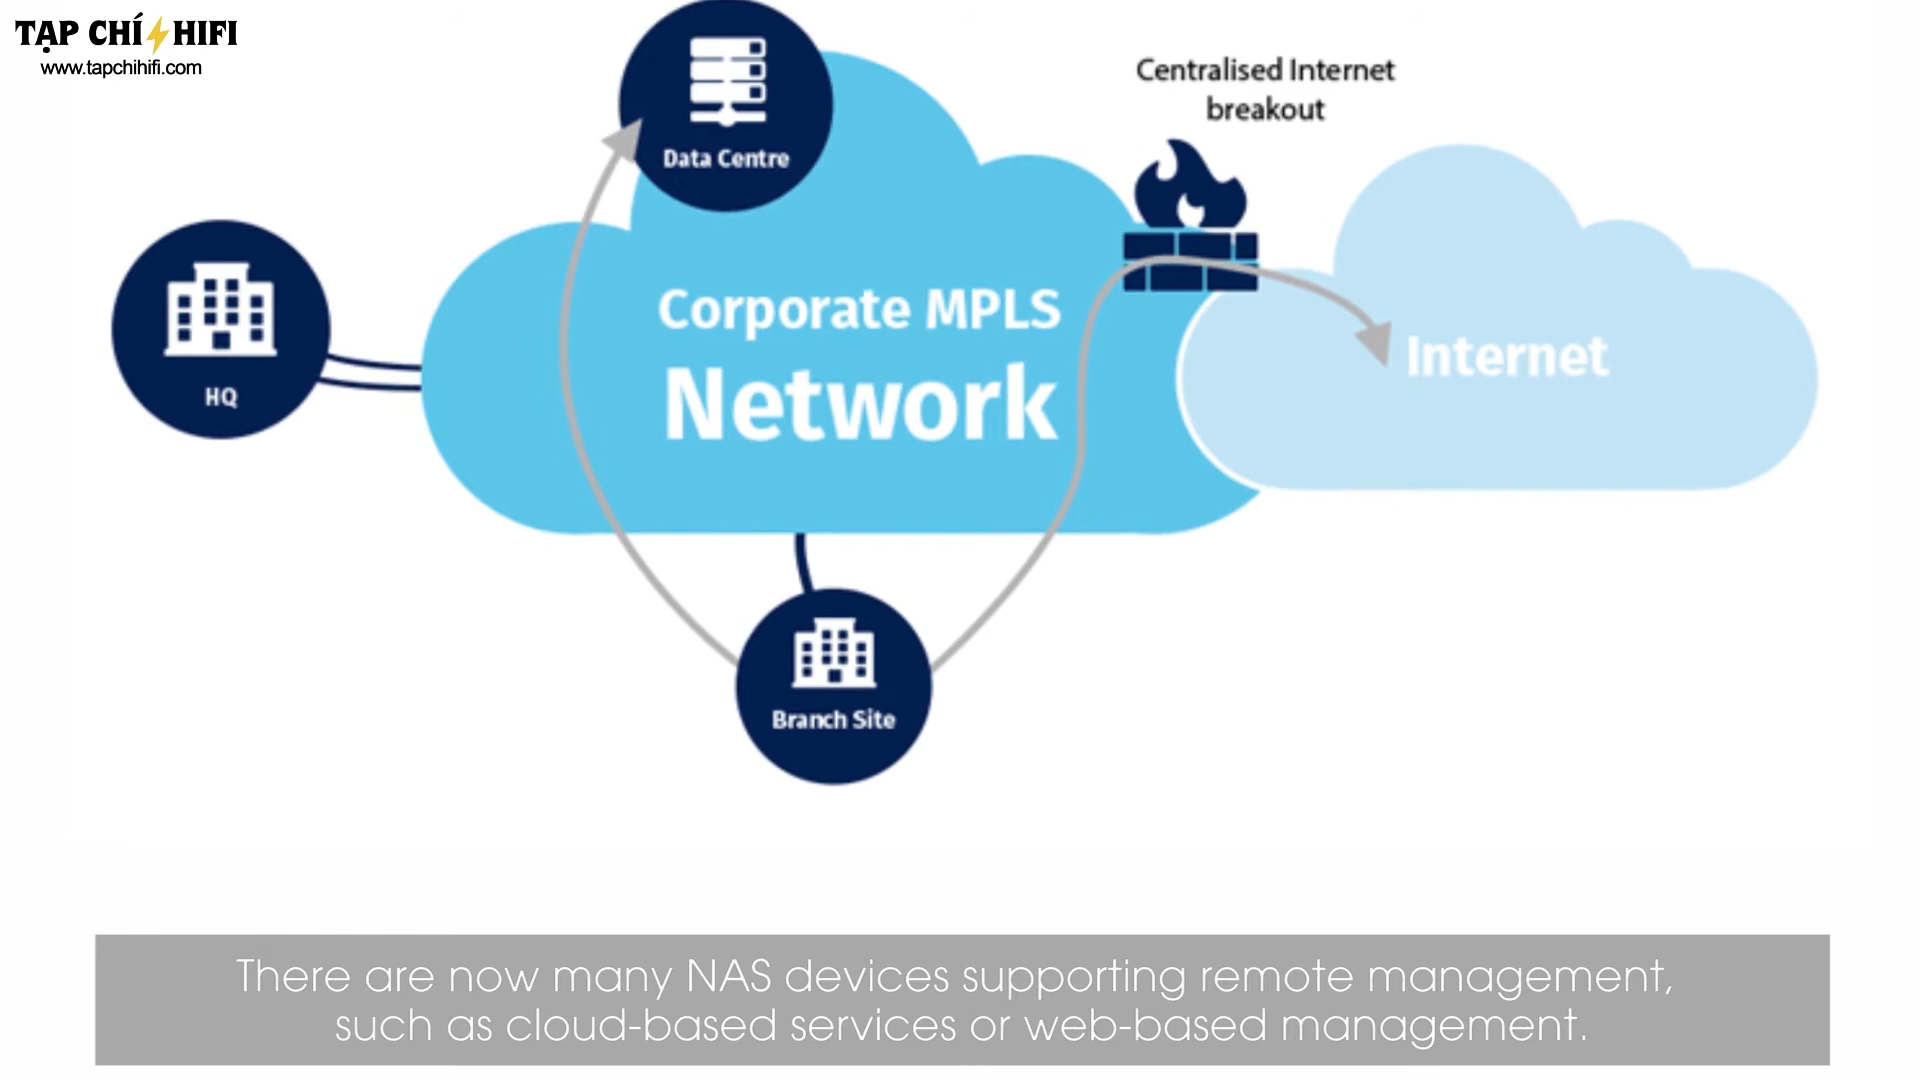 TẠP CHÍ HIFI
www.tapchihifi.com
Data Centre
Centralised Internet
breakout
HQ
Corporate MPLS
Network
Internet
Branch Site
There are now many NAS devices supporting remote management,
such as cloud-based services or web-based management.